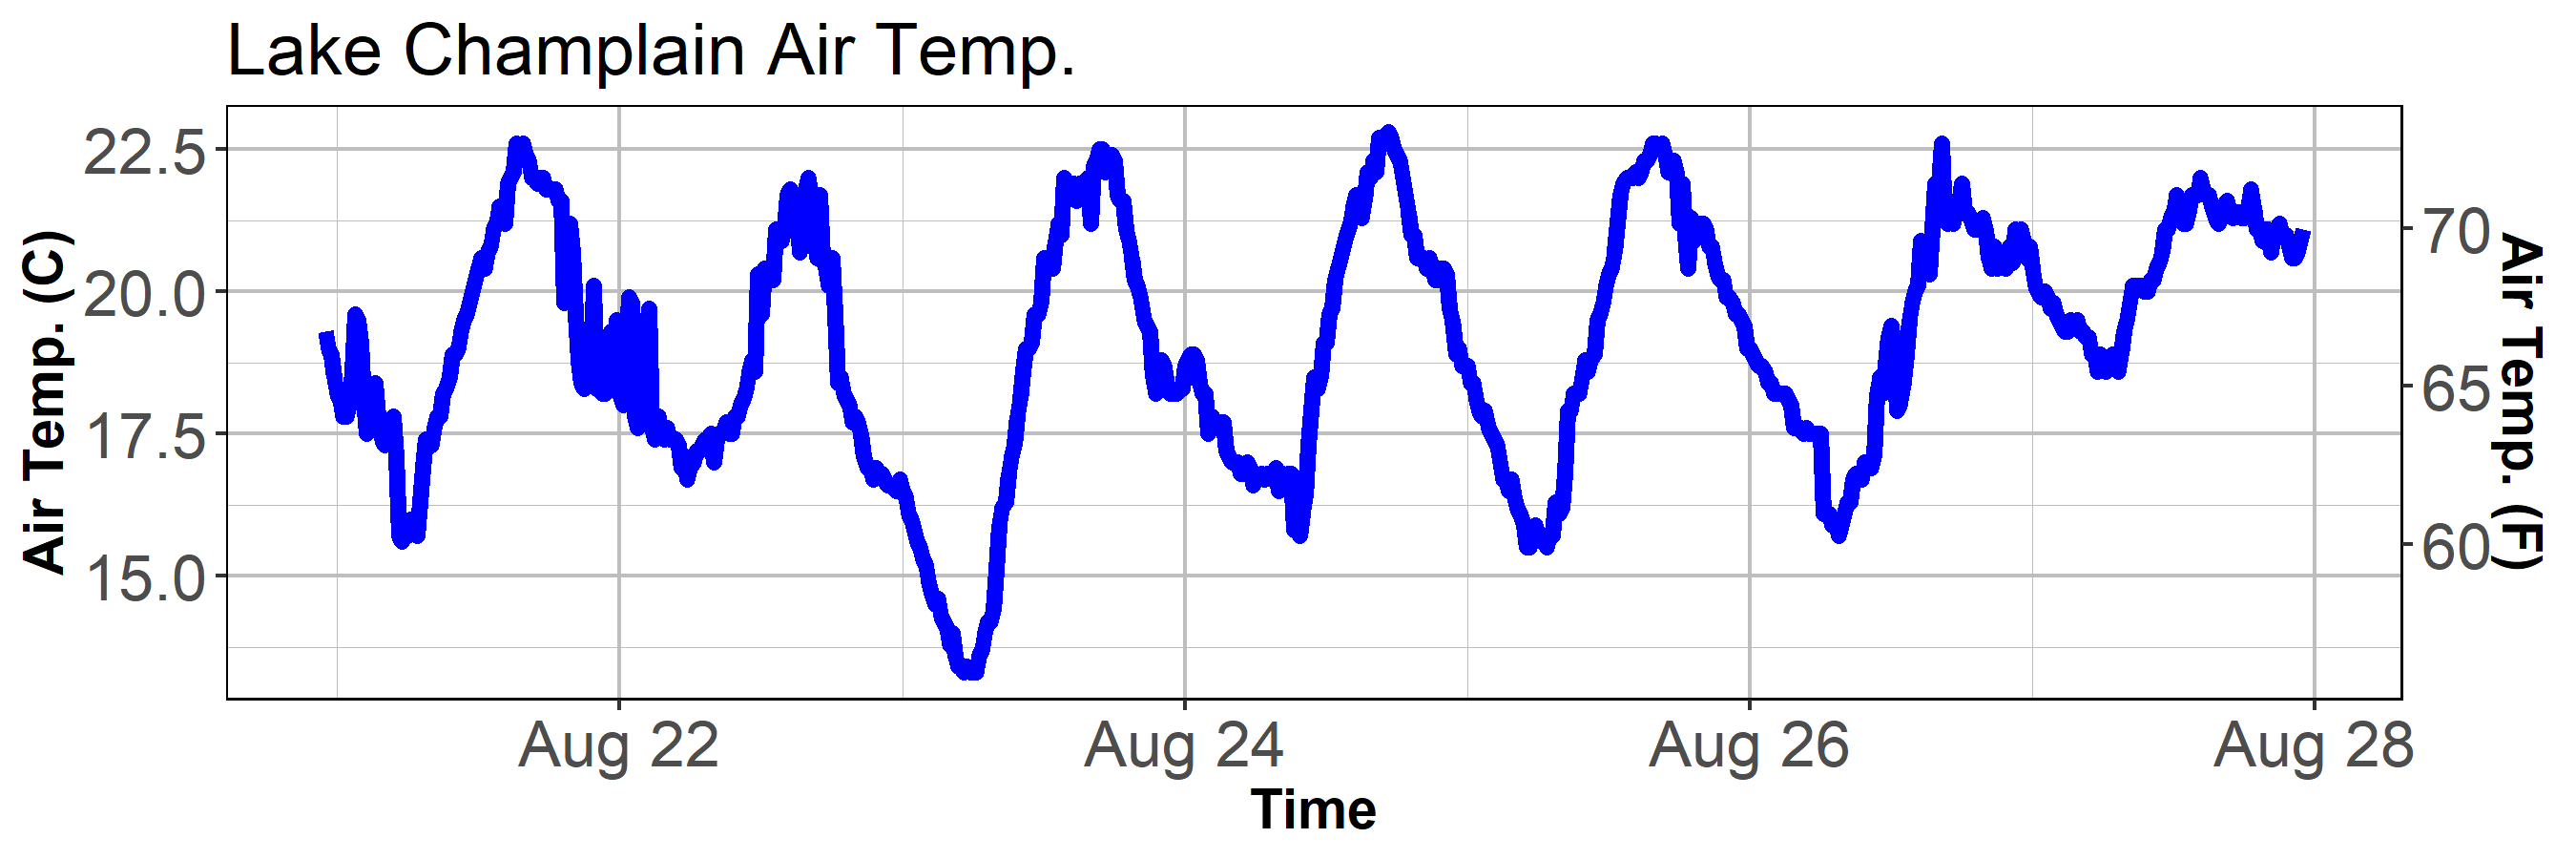 Lake Champlain Air Temp.
Air Temp. (C)
22.5
20.0
17.5
15.0
70
65
60
Air Temp. (F)
Aug 22
Aug 24
Aug 26
Aug 28
Time